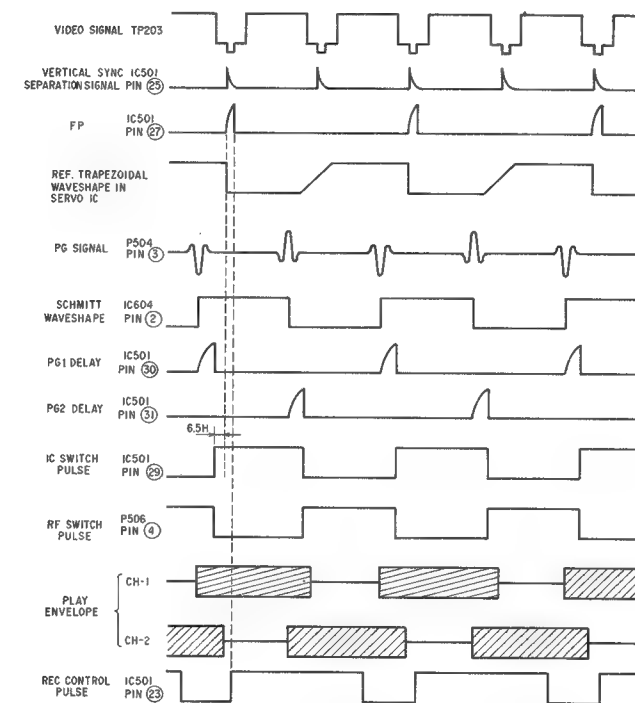 VIDEO SIGNAL TP203
VERTICAL SYNC IC501
SEPARATION SIGNAL PIN 25
FP IC501
PIN 27
REF. TRAPEZOIDAL
WAVESHAPE IN
SERVO IC
PG SIGNAL P504
PIN 3
SCHMITT IC604
WAVESHAPE PIN 2
PG1 DELAY IC501
PIN 30
PG2 DELAY IC501
PIN 31
6.5H
IC SWITCH IC501
PULSE PIN 29
RF SWITCH P506
PULSE PIN 4
PLAY
ENVELOPE
CH-1
CH-2
REC CONTROL IC501
PULSE PIN 23